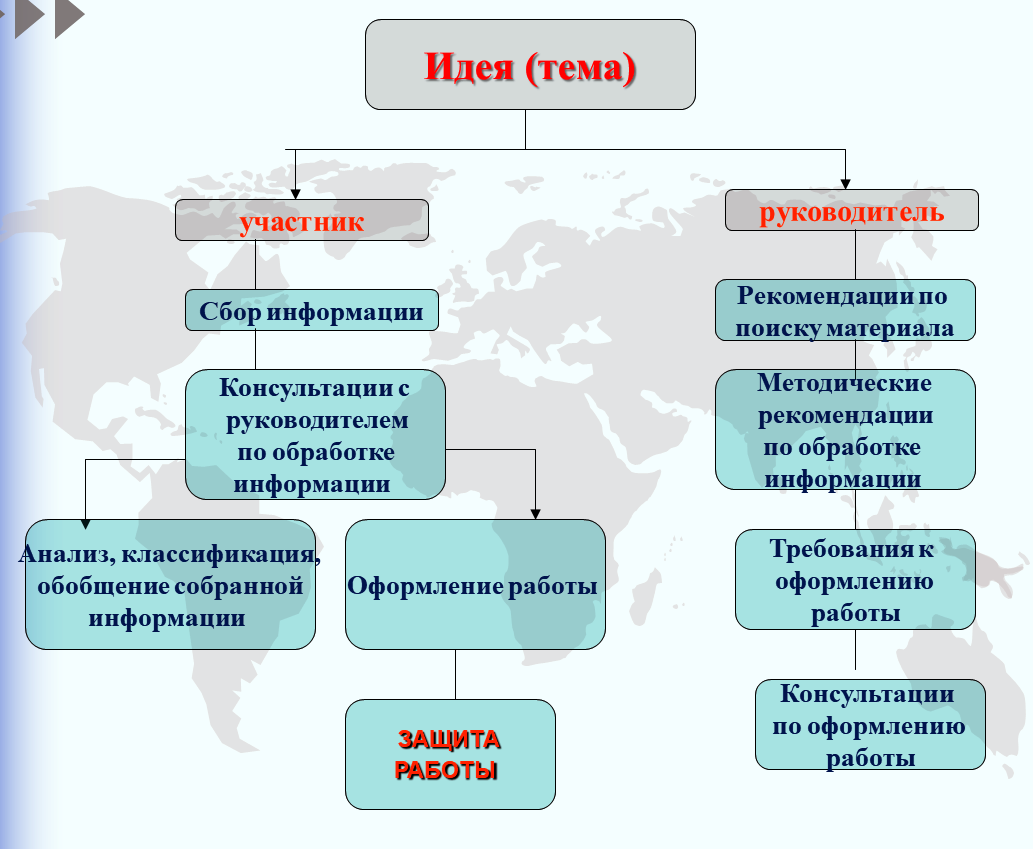 Идея (тема)
участник
руководитель
Сбор информации
Рекомендации по
поиску материала
Консультации с
руководителем
по обработке
информации
Методические
рекомендации
по обработке
информации
Анализ, классификация,
обобщение собранной
информации
Оформление работы
Требования к
оформлению
работы
ЗАЩИТА
РАБОТЫ
Консультации
по оформлению
работы